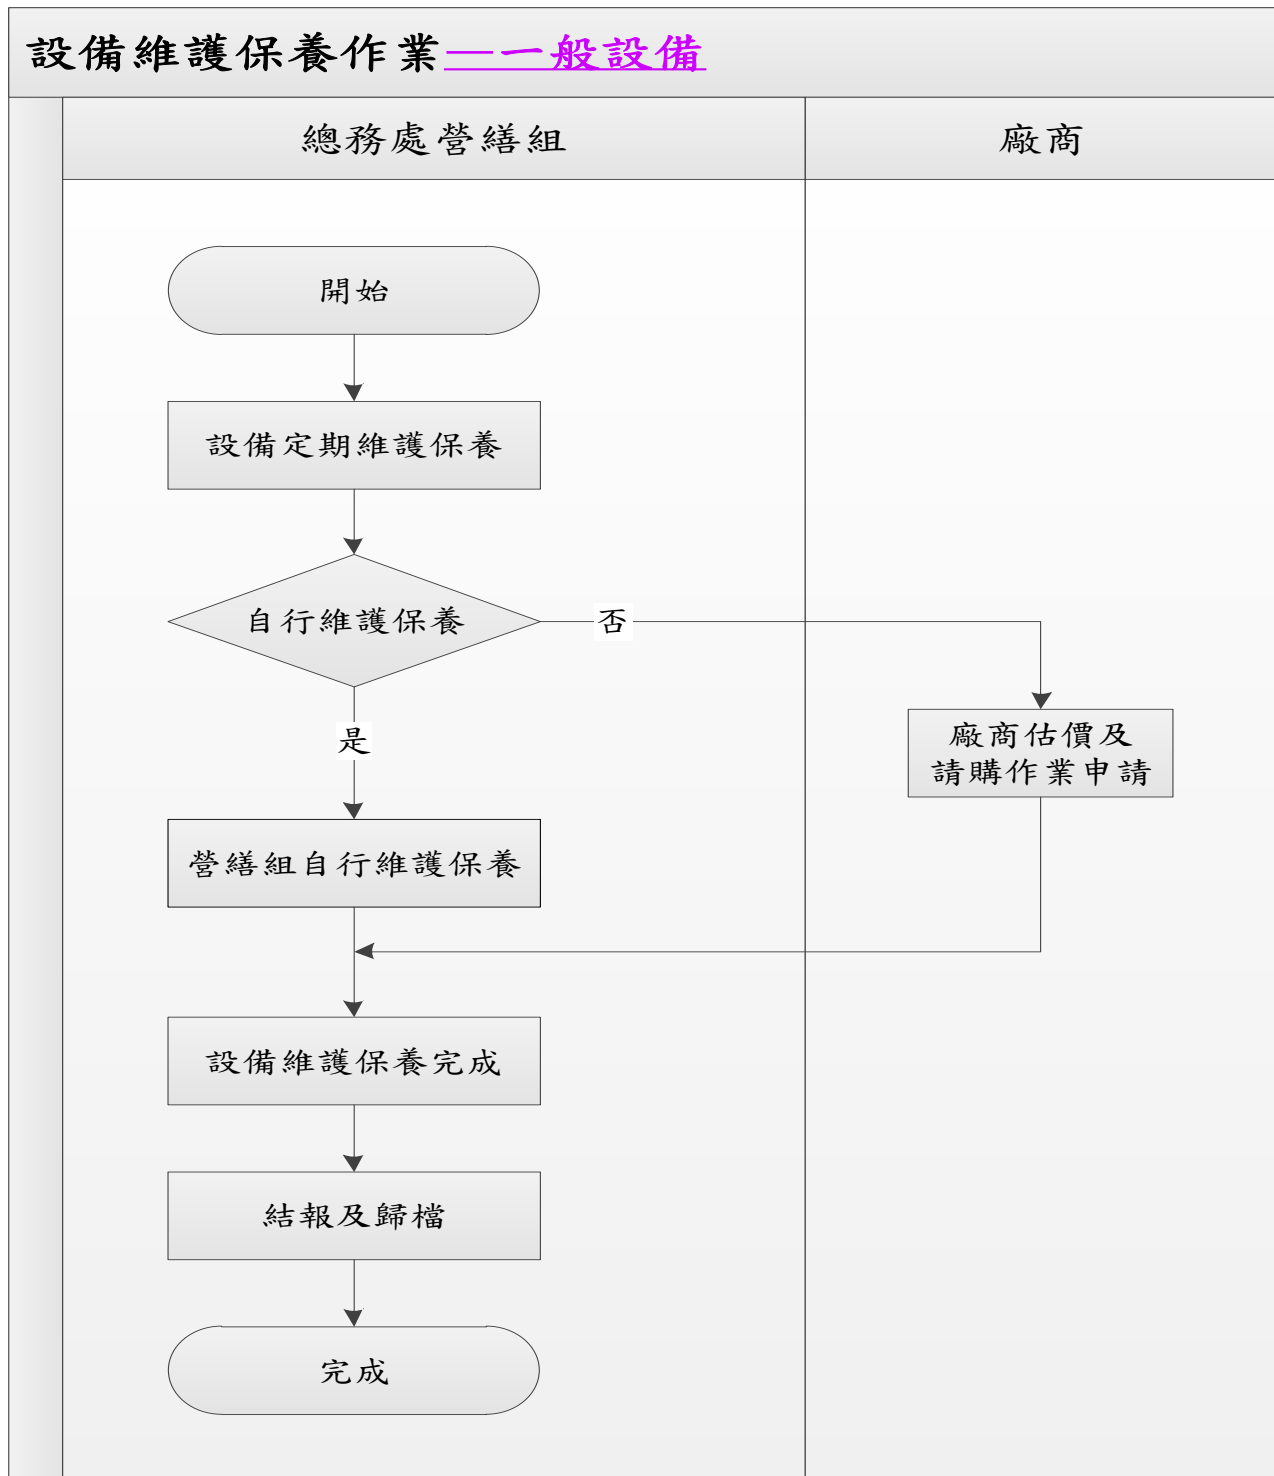 設備維護保養作業—一般設備
總務處營繕組
廠商
開始
設備定期維護保養
自行維護保養
否
是
廠商估價及
請購作業申請
營繕組自行維護保養
設備維護保養完成
結報及歸檔
完成